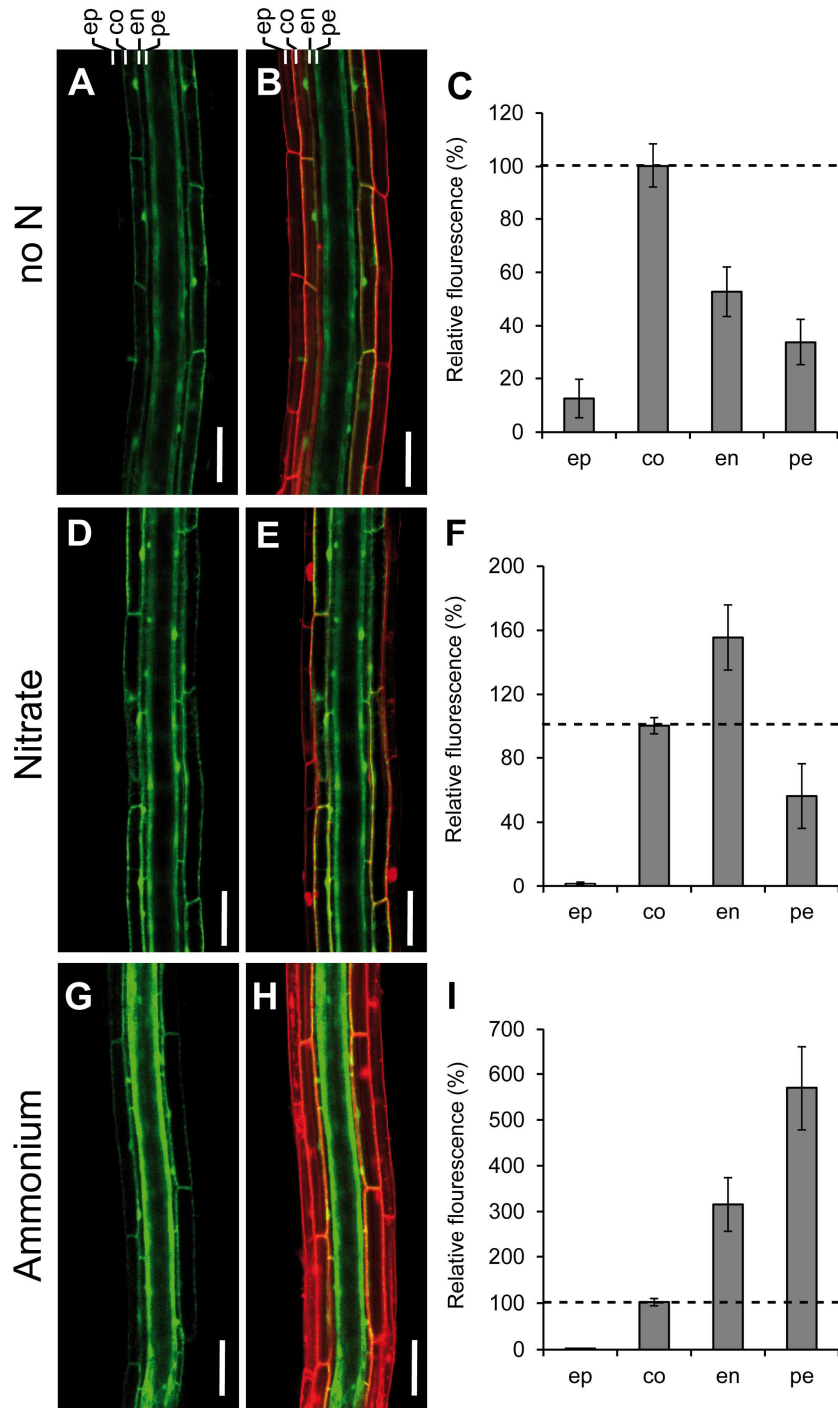 ep co en pe
ep co en pe
A
B
C
no N
Relative flourescence (%)
120
100
80
60
40
20
0
ep co en pe
D
E
F
Nitrate
Relative fluorescence (%)
200
160
120
80
40
0
ep co en pe
G
H
I
Ammonium
Relative fluorescence (%)
700
600
500
400
300
200
100
0
ep co en pe